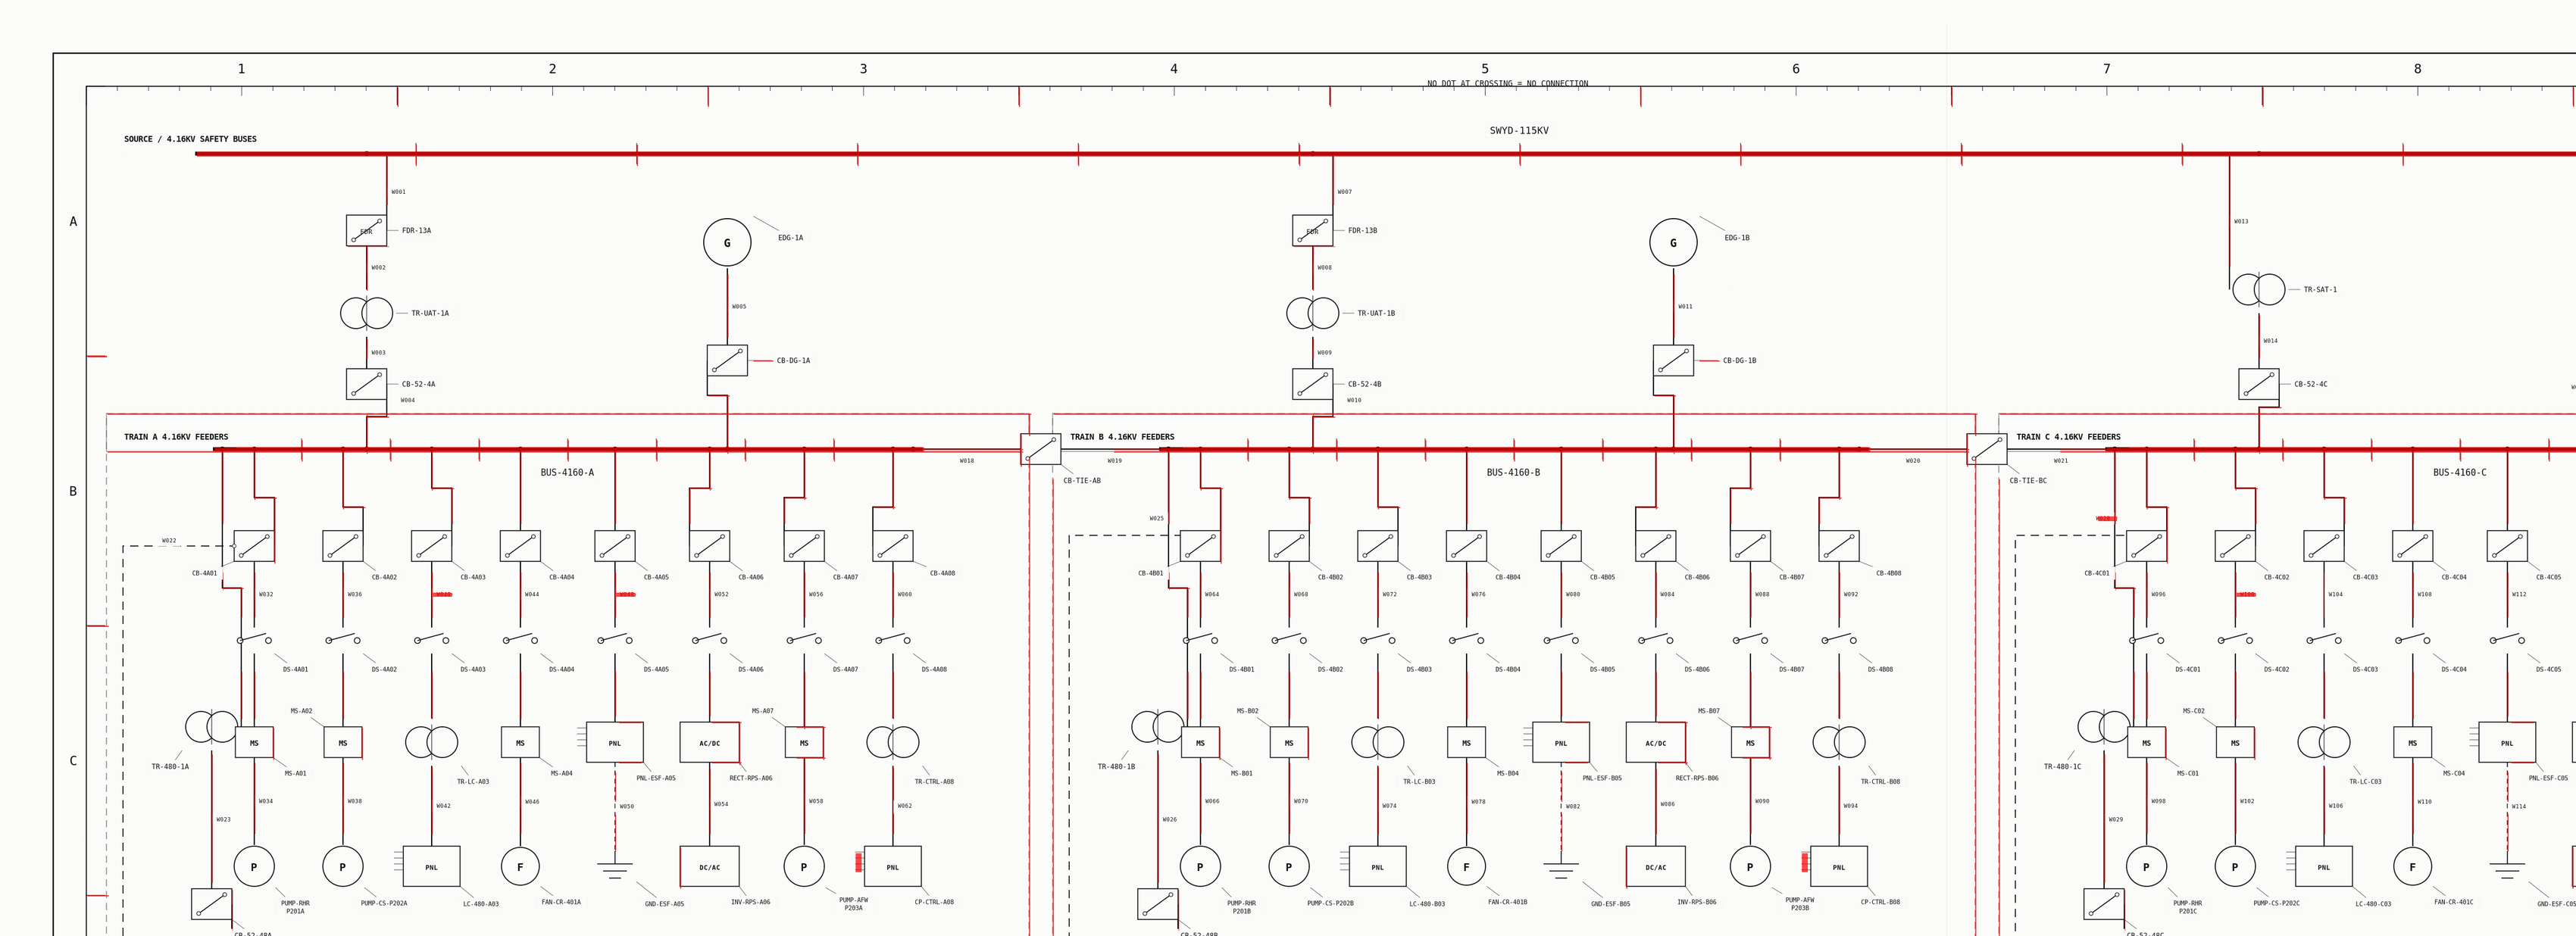 1 2 3 4 5 6 7 8
NO DOT AT CROSSING = NO CONNECTION
SWYD-115KV
SOURCE / 4.16KV SAFETY BUSES
W001 W007 W013
A
FDR FDR-13A EDG-1A FDR FDR-13B EDG-1B
G G
W002 W008
TR-SAT-1
W005 W011
TR-UAT-1A TR-UAT-1B
W014
W003 W009
CB-DG-1A CB-DG-1B
CB-52-4A CB-52-4B CB-52-4C
W004 W010
TRAIN A 4.16KV FEEDERS TRAIN B 4.16KV FEEDERS TRAIN C 4.16KV FEEDERS
W018 W019 W020 W021
BUS-4160-A BUS-4160-B BUS-4160-C
CB-TIE-AB CB-TIE-BC
B
W025
W022
CB-4A01 CB-4A02 CB-4A03 CB-4A04 CB-4A05 CB-4A06 CB-4A07 CB-4A08 CB-4B01 CB-4B02 CB-4B03 CB-4B04 CB-4B05 CB-4B06 CB-4B07 CB-4B08 CB-4C01 CB-4C02 CB-4C03 CB-4C04 CB-4C05
W032 W036 W044 W052 W056 W060 W064 W068 W072 W076 W080 W084 W088 W092 W096 W100 W104 W108 W112
DS-4A01 DS-4A02 DS-4A03 DS-4A04 DS-4A05 DS-4A06 DS-4A07 DS-4A08 DS-4B01 DS-4B02 DS-4B03 DS-4B04 DS-4B05 DS-4B06 DS-4B07 DS-4B08 DS-4C01 DS-4C02 DS-4C03 DS-4C04 DS-4C05
MS-A02 MS-A07 MS-B02 MS-B07 MS-C02
MS MS MS PNL AC/DC MS MS MS MS PNL AC/DC MS MS MS MS PNL
C
TR-480-1A MS-A01 TR-LC-A03 MS-A04 PNL-ESF-A05 RECT-RPS-A06 TR-CTRL-A08 TR-480-1B MS-B01 TR-LC-B03 MS-B04 PNL-ESF-B05 RECT-RPS-B06 TR-CTRL-B08 TR-480-1C MS-C01 TR-LC-C03 MS-C04 PNL-ESF-C05
W034 W038 W042 W046 W050 W054 W058 W062 W066 W070 W074 W078 W082 W086 W090 W094 W098 W102 W106 W110 W114
W023 W026 W029
P P PNL F DC/AC P PNL P P PNL F DC/AC P PNL P P PNL F
PUMP-RHR P201A PUMP-CS-P202A LC-480-A03 FAN-CR-401A GND-ESF-A05 INV-RPS-A06 PUMP-AFW P203A CP-CTRL-A08 PUMP-RHR P201B PUMP-CS-P202B LC-480-B03 FAN-CR-401B GND-ESF-B05 INV-RPS-B06 PUMP-AFW P203B CP-CTRL-B08 PUMP-RHR P201C PUMP-CS-P202C LC-480-C03 FAN-CR-401C GND-ESF-C05
CB-52-48A CB-52-48B CB-52-48C